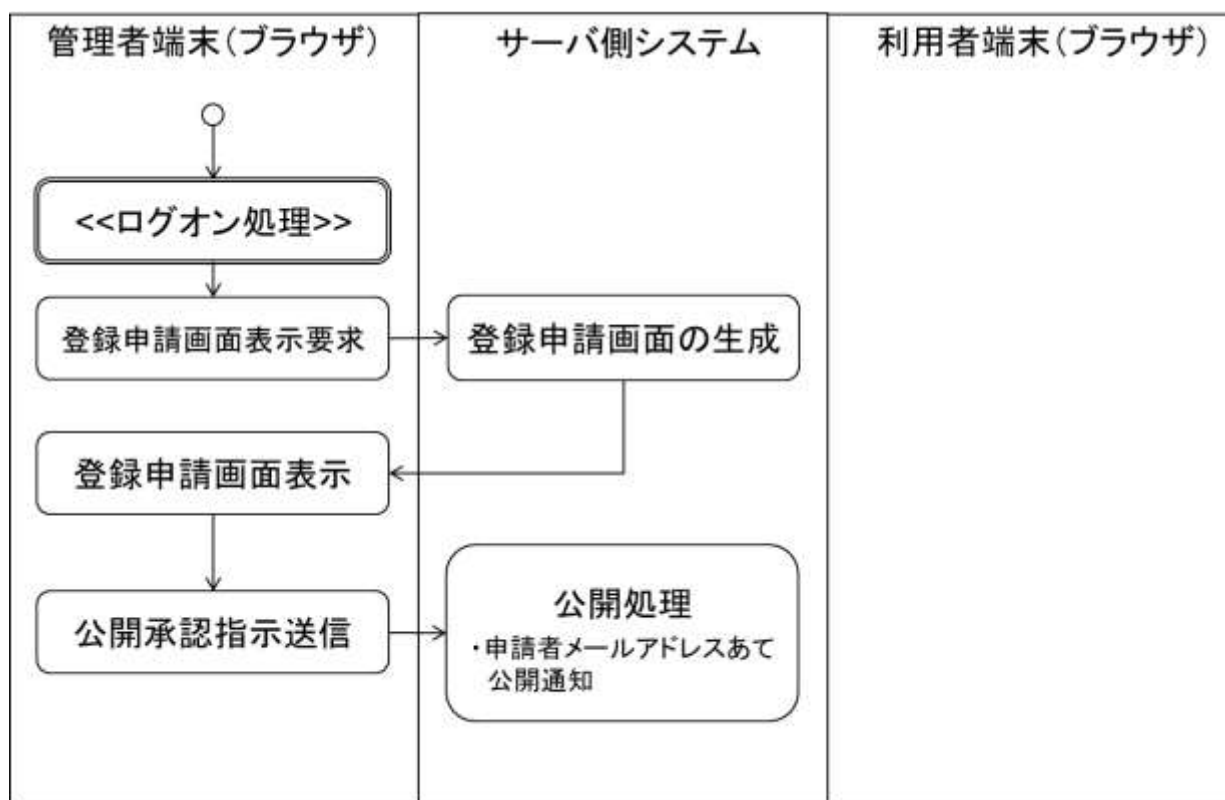 管理者端末(ブラウザ)
サーバ側システム
利用者端末(ブラウザ)
<<ログオン処理>>
登録申請画面表示要求
登録申請画面の生成
登録申請画面表示
公開承認指示送信
公開処理
・申請者メールアドレスあて
公開通知